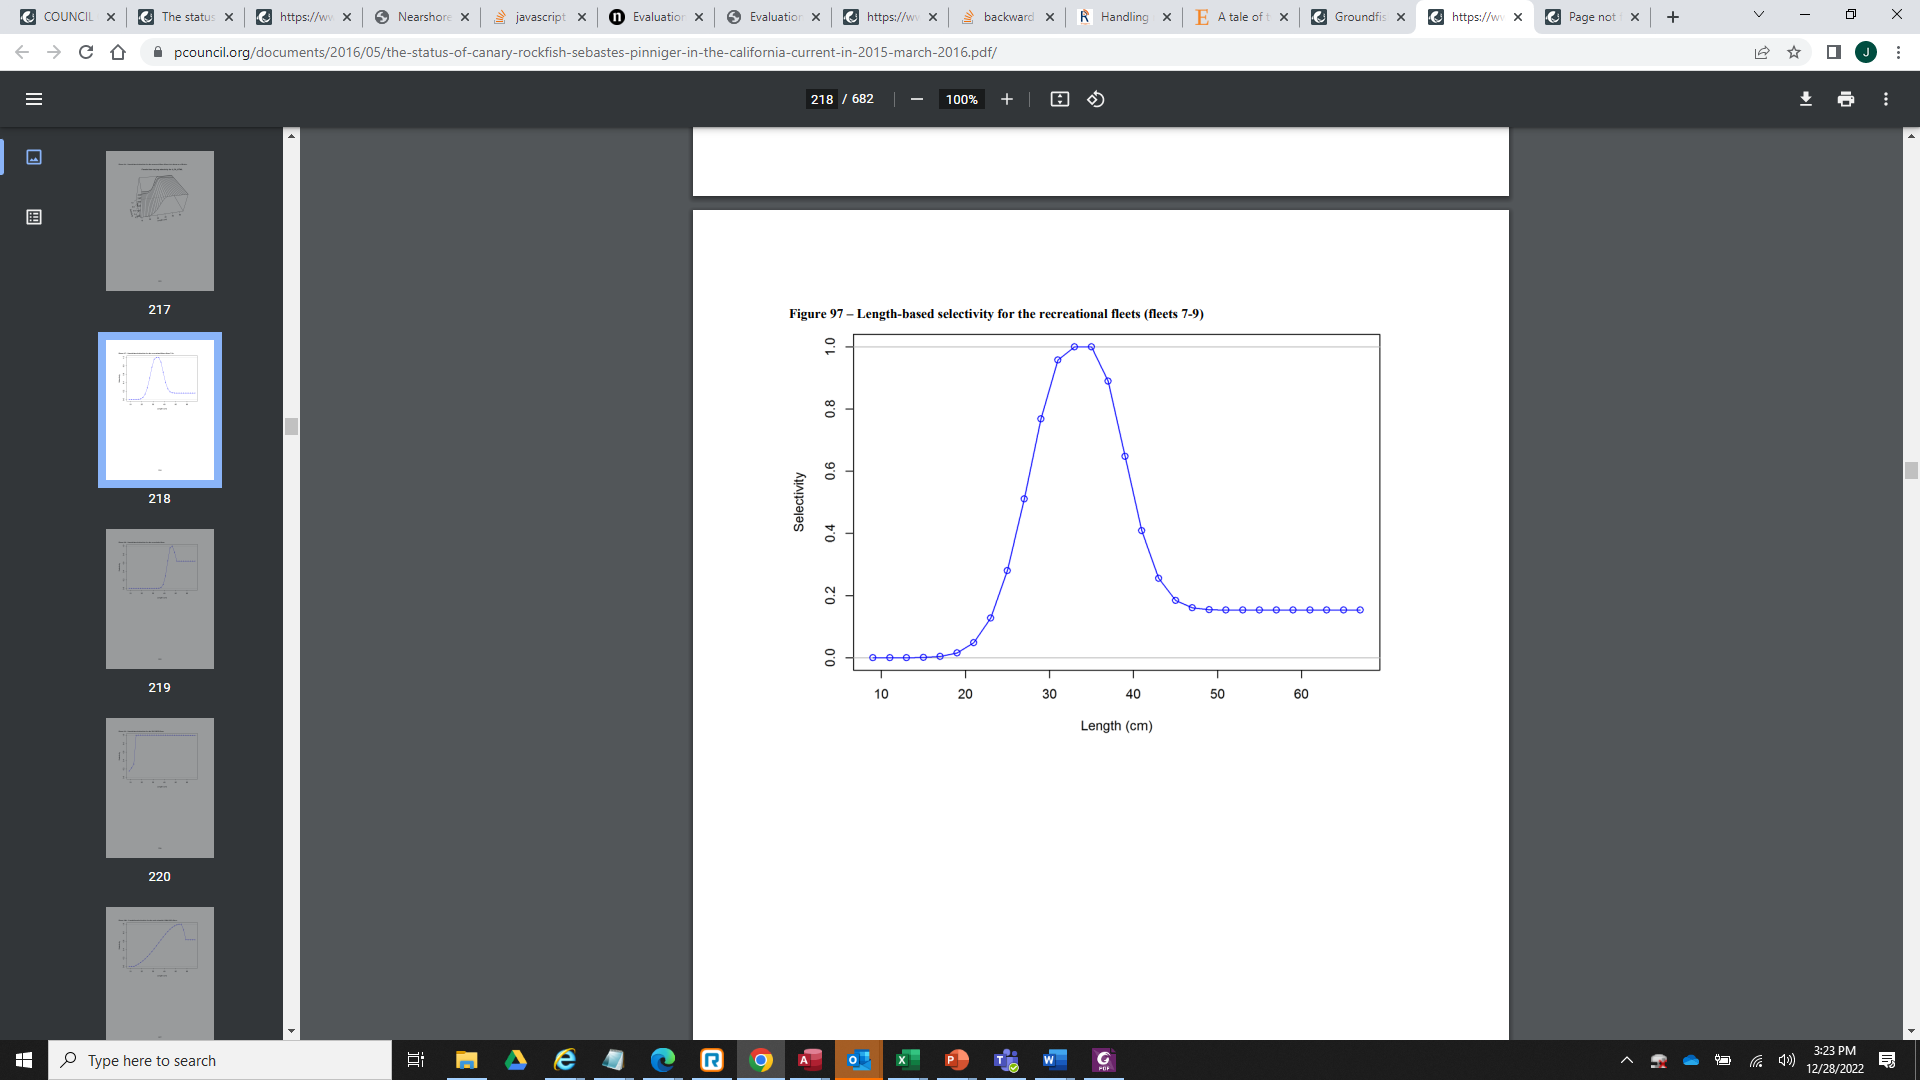 COUNCIL
The status
https://ww
Nearshore
javascript
Evaluation
Evaluation
https://ww
backward
Handling
A tale of t
Groundfis
https://ww
Page not
pcouncil.org/documents/2016/05/the-status-of-canary-rockfish-sebastes-pinniger-in-the-california-current-in-2015-march-2016.pdf/
J
218 / 682
100%
217
218
219
220
Figure 97 – Length-based selectivity for the recreational fleets (fleets 7-9)
Selectivity
1.0
0.8
0.6
0.4
0.2
0.0
10 20 30 40 50 60
Length (cm)
Type here to search
3:23 PM
12/28/2022